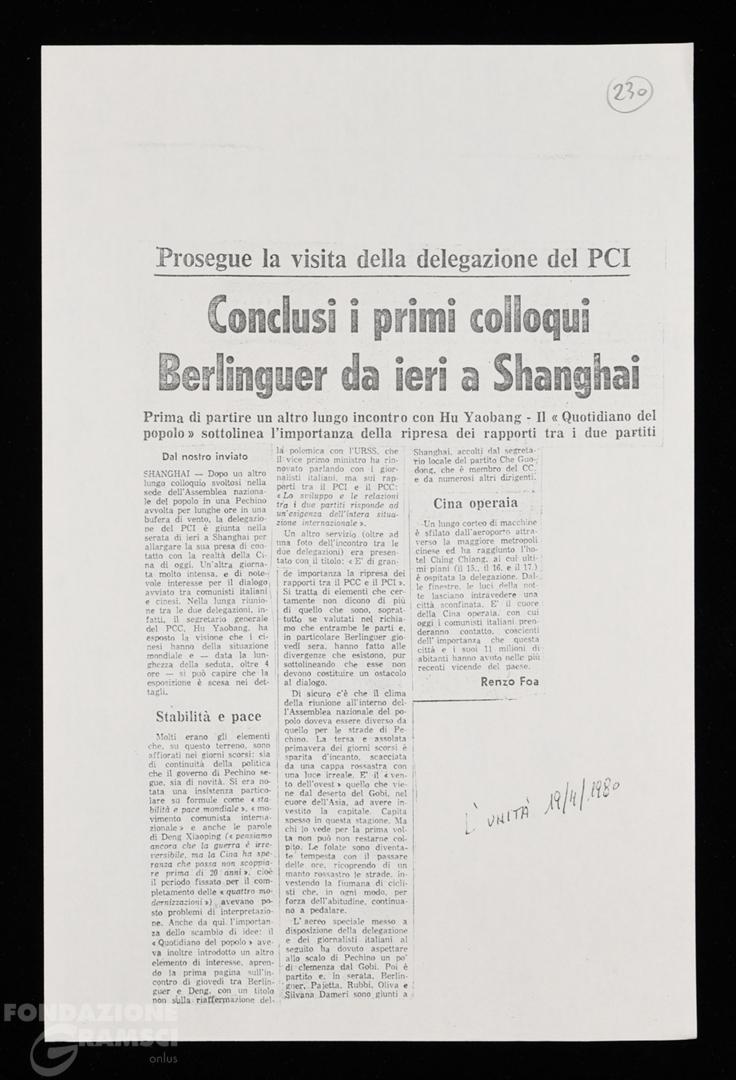 230
Prosegue la visita della delegazione del PCI
Conclusi i primi colloqui
Berlinguer da ieri a Shanghai
Prima di partire un altro lungo incontro con Hu Yaobang - Il « Quotidiano del
popolo » sottolinea l'importanza della ripresa dei rapporti tra i due partiti
Dal nostro inviato
SHANGHAI — Dopo un altro
lungo colloquio svoltosi nella
sede dell'Assemblea naziona-
le del popolo in una Pechino
avvolta per lunghe ore in una
bufera di vento, la delegazio-
ne del PCI è giunta nella
serata di ieri a Shanghai per
allargare la sua presa di con-
tatto con la realtà della Ci-
na di oggi. Un'altra giorna-
ta molto intensa, e di note-
vole interesse per il dialogo
avviato tra comunisti italiani
e cinesi. Nella lunga riunio-
ne tra le due delegazioni, in-
fatti, il segretario generale
del PCC, Hu Yaobang, ha
esposto la visione che i ci-
nesi hanno della situazione
mondiale e — data la lun-
ghezza della seduta, oltre 4
ore — si può capire che la
esposizione è scesa nei det-
tagli.
Stabilità e pace
Molti erano gli elementi
che, su questo terreno, sono
affiorati nei giorni scorsi: sia
di continuità della politica
che il governo di Pechino se-
gue, sia di novità. Si era no-
tata una insistenza partico-
lare su formule come « sta-
bilità e pace mondiale », « mo-
vimento comunista interna-
zionale » e anche le parole
di Deng Xiaoping (« pensiamo
ancora che la guerra è irre-
versibile, ma la Cina ha spe-
ranza che possa non scoppia-
re prima di 20 anni », cioè
il periodo fissato per il com-
pletamento delle « quattro mo-
dernizzazioni ») avevano po-
sto problemi di interpretazio-
ne. Anche da qui l'importan-
za dello scambio di idee: il
« Quotidiano del popolo » ave-
va inoltre introdotto un altro
elemento di interesse, apren-
do la prima pagina sull'in-
contro di giovedì tra Berlin-
guer e Deng, con un titolo
non sulla riaffermazione del-
la polemica con l'URSS, che
il vice primo ministro ha rin-
novato parlando con i gior-
nalisti italiani, ma sui rap-
porti tra il PCI e il PCC:
« Lo sviluppo e le relazioni
tra i due partiti risponde ad
un'esigenza dell'intera situa-
zione internazionale ».
Un altro servizio (oltre ad
una foto dell'incontro tra le
due delegazioni) era presen-
tato con il titolo: « E' di gran-
de importanza la ripresa dei
rapporti tra il PCC e il PCI ».
Si tratta di elementi che cer-
tamente non dicono di più
di quello che sono, soprat-
tutto se valutati nel richia-
mo che entrambe le parti e,
in particolare Berlinguer gio-
vedì sera, hanno fatto alle
divergenze che esistono, pur
sottolineando che esse non
devono costituire un ostacolo
al dialogo.
Di sicuro c'è che il clima
della riunione all'interno del-
l'Assemblea nazionale del po-
polo doveva essere diverso da
quello per le strade di Pe-
chino. La tersa e assolata
primavera dei giorni scorsi è
sparita d'incanto, scacciata
da una cappa rossastra con
una luce irreale. E' il « ven-
to dell'ovest » quello che vie-
ne dal deserto del Gobi, nel
cuore dell'Asia, ad avere in-
vestito la capitale. Capita
spesso in questa stagione. Ma
chi lo vede per la prima vol-
ta non può non restarne col-
pito. Le folate sono diventa-
te tempesta con il passare
delle ore, ricoprendo di un
manto rossastro le strade, in-
vestendo la fiumana di cicli-
sti che, in ogni modo, per
forza dell'abitudine, continua-
no a pedalare.
L'aereo speciale messo a
disposizione della delegazione
e dei giornalisti italiani al
seguito ha dovuto aspettare
allo scalo di Pechino un po'
di clemenza dal Gobi. Poi è
partito e, in serata, Berlin-
guer, Pajetta, Rubbi, Oliva e
Silvana Dameri sono giunti a
Shanghai, accolti dal segreta-
rio locale del partito Che Guo-
dong, che è membro del CC,
e da numerosi altri dirigenti.
Cina operaia
Un lungo corteo di macchine
è sfilato dall'aeroporto attra-
verso la maggiore metropoli
cinese ed ha raggiunto l'ho-
tel Ching Chiang, ai cui ulti-
mi piani (il 15., il 16. e il 17.)
è ospitata la delegazione. Dal-
le finestre, le luci della not-
te lasciano intravedere una
città sconfinata. E' il cuore
della Cina operaia, con cui
oggi i comunisti italiani pren-
deranno contatto, coscienti
dell'importanza che questa
città e i suoi 11 milioni di
abitanti hanno avuto nelle più
recenti vicende del paese.
Renzo Foa
L'UNITÀ 19/4/1980
FONDAZIONE
GRAMSCI
onlus